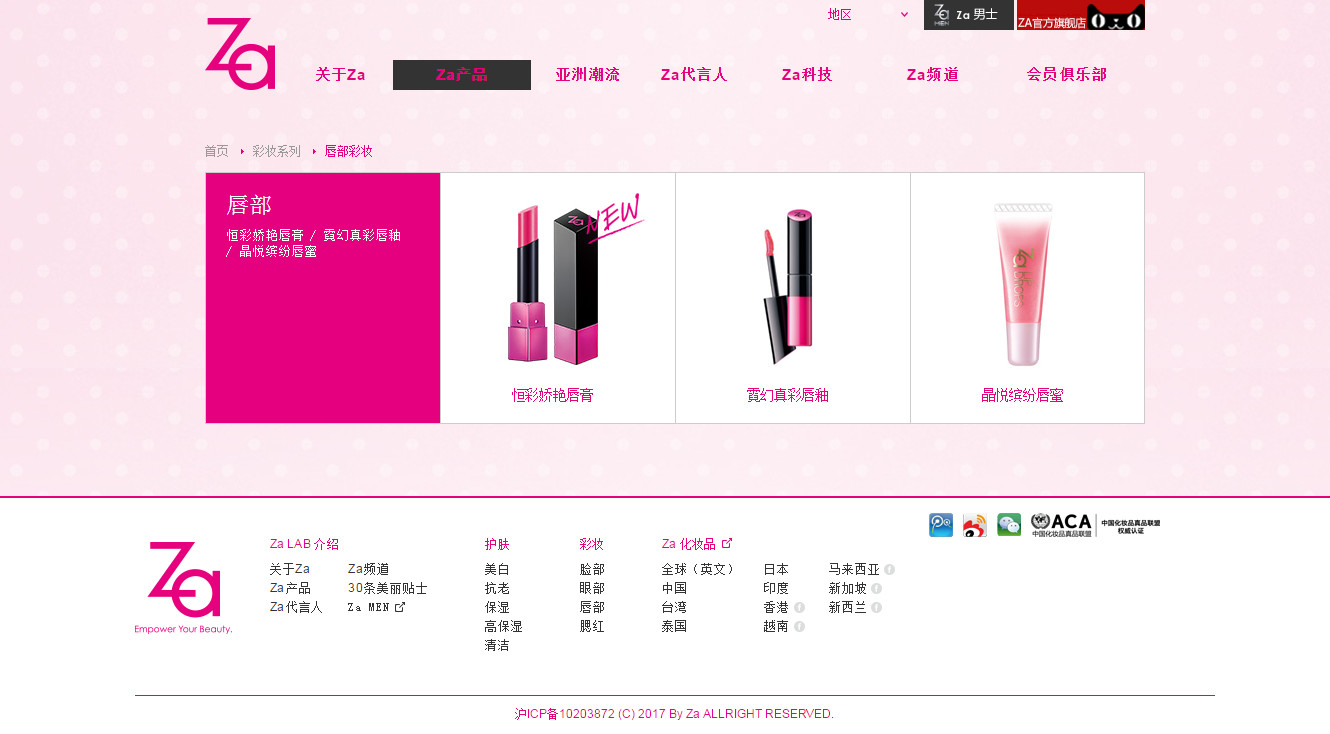 地区
Za 男士
ZA官方旗舰店
Za
关于Za
Za产品
亚洲潮流
Za代言人
Za科技
Za频道
会员俱乐部
首页
彩妆系列
唇部彩妆
唇部
恒彩娇艳唇膏 / 霓幻真彩唇釉
/ 晶悦缤纷唇蜜
NEW
恒彩娇艳唇膏
霓幻真彩唇釉
晶悦缤纷唇蜜
ACA
中国化妆品真品联盟
中国化妆品真品联盟
权威认证
Za
Empower Your Beauty.
Za LAB 介绍
关于Za
Za产品
Za代言人
Za频道
30条美丽贴士
Za MEN
护肤
美白
抗老
保湿
高保湿
清洁
彩妆
脸部
眼部
唇部
腮红
Za 化妆品
全球（英文）
中国
台湾
泰国
日本
印度
香港
越南
马来西亚
新加坡
新西兰
沪ICP备10203872 (C) 2017 By Za ALLRIGHT RESERVED.